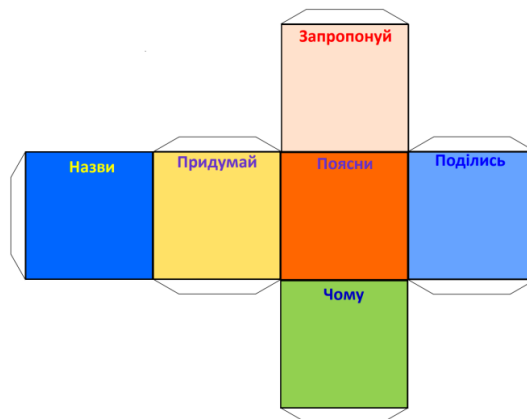 Запропонуй
Назви
Придумай
Поясни
Поділись
Чому